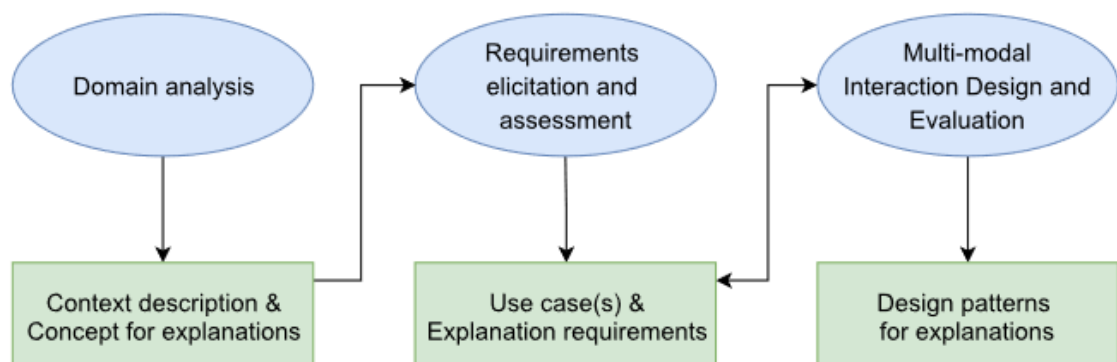 Domain analysis
Requirements
elicitation and
assessment
Multi-modal
Interaction Design and
Evaluation
Context description &
Concept for explanations
Use case(s) &
Explanation requirements
Design patterns
for explanations